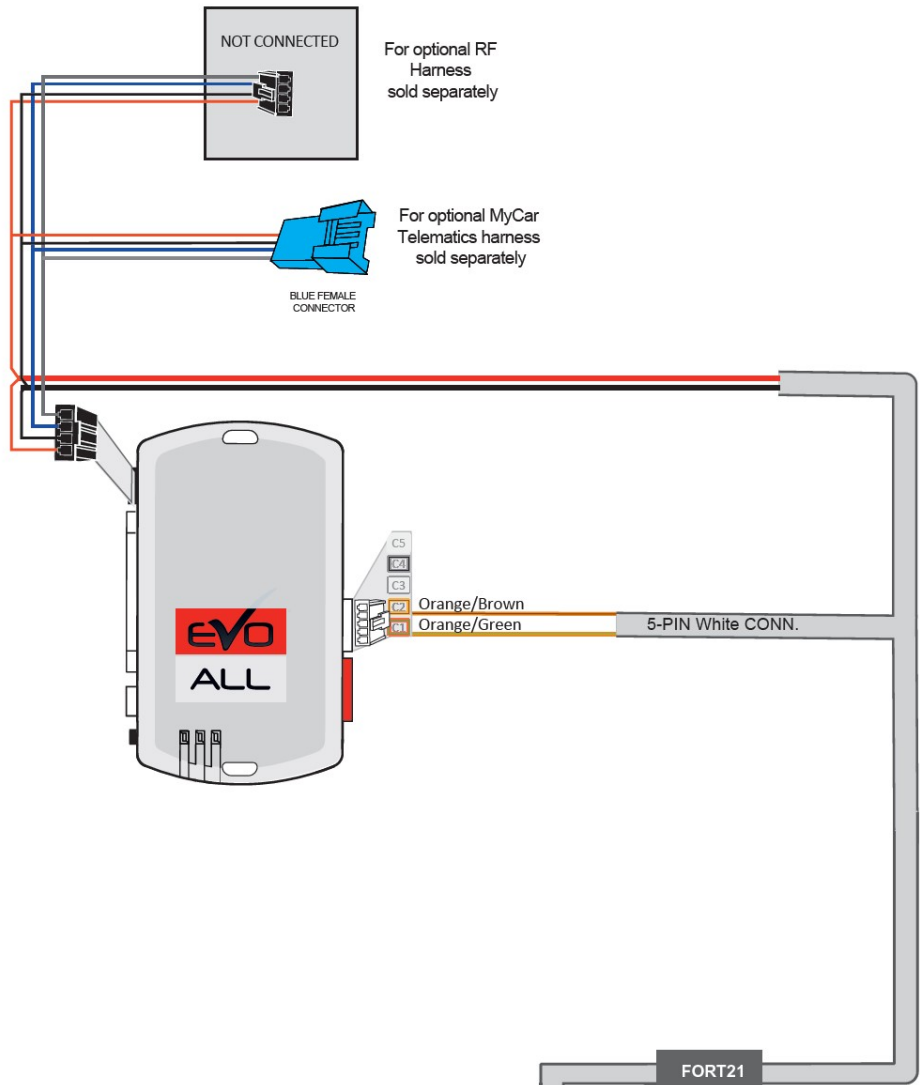 NOT CONNECTED
For optional RF
Harness
sold separately
For optional MyCar
Telematics harness
sold separately
BLUE FEMALE
CONNECTOR
C5
C4
C3
C2 Orange/Brown
C1 Orange/Green
5-PIN White CONN.
EVO
ALL
FORT21